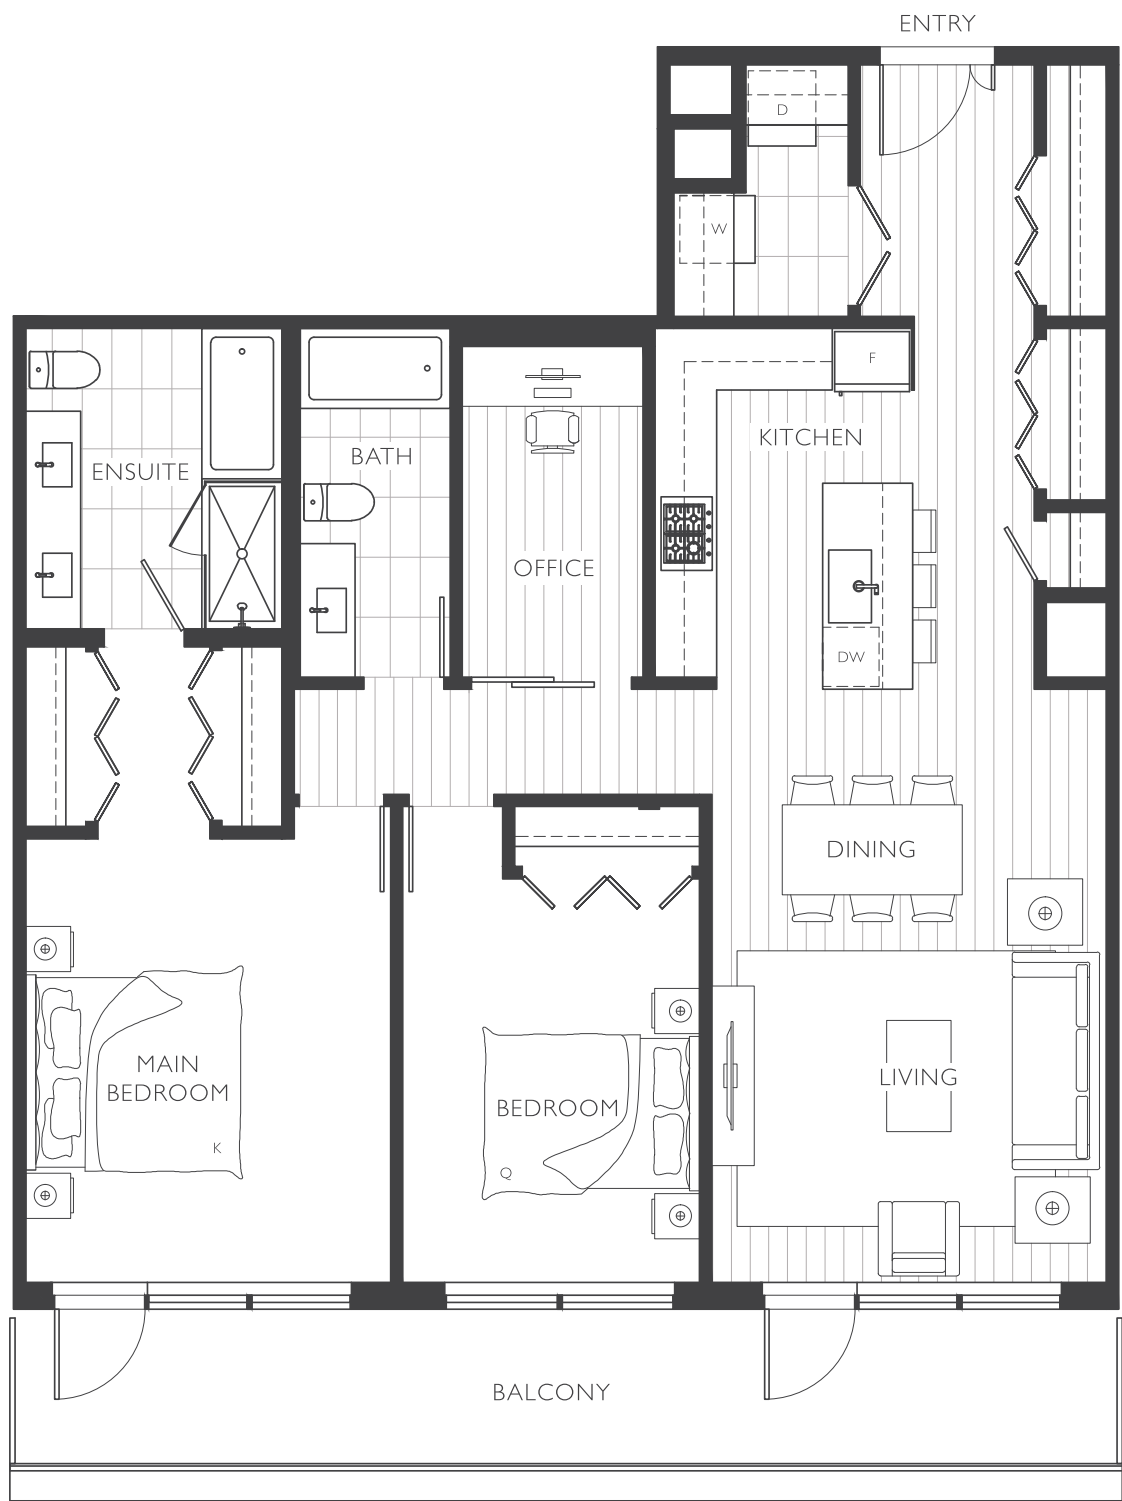 ENTRY
D
W
F
KITCHEN
BATH
ENSUITE
OFFICE
DW
DINING
MAIN
BEDROOM
LIVING
BEDROOM
K
Q
BALCONY